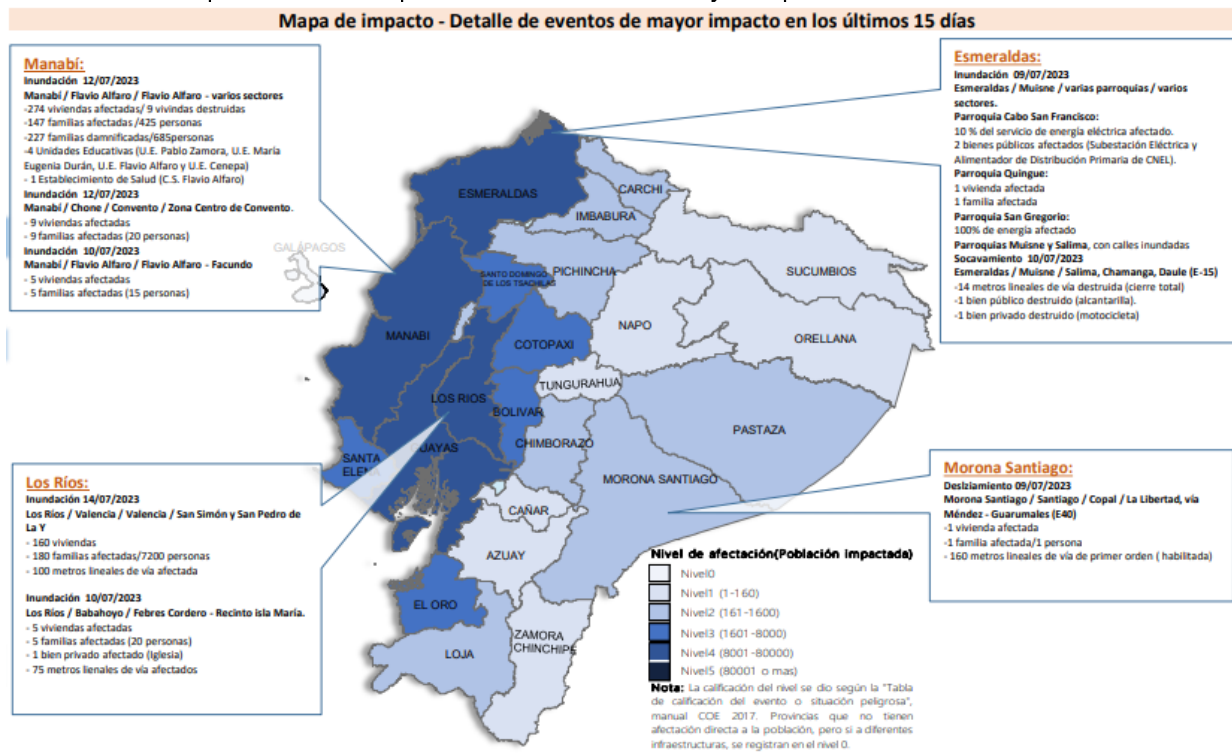 Mapa de impacto - Detalle de eventos de mayor impacto en los últimos 15 días
Manabí:
Inundación 12/07/2023
Manabí / Flavio Alfaro / Flavio Alfaro - varios sectores
-274 viviendas afectadas/ 9 vivindas destruidas
-147 familias afectadas /425 personas
-227 familias damnificadas/685personas
-4 Unidades Educativas (U.E. Pablo Zamora, U.E. María
Eugenia Durán, U.E. Flavio Alfaro y U.E. Cenepa)
- 1 Establecimiento de Salud (C.S. Flavio Alfaro)
Inundación 12/07/2023
Manabí / Chone / Convento / Zona Centro de Convento.
- 9 viviendas afectadas
- 9 familias afectadas (20 personas)
Inundación 10/07/2023
Manabí / Flavio Alfaro / Flavio Alfaro - Facundo
- 5 viviendas afectadas
- 5 familias afectadas (15 personas)
Esmeraldas:
Inundación 09/07/2023
Esmeraldas / Muisne / varias parroquias / varios
sectores.
Parroquia Cabo San Francisco:
10 % del servicio de energía eléctrica afectado.
2 bienes públicos afectados (Subestación Eléctrica y
Alimentador de Distribución Primaria de CNEL).
Parroquia Quingue:
1 vivienda afectada
1 familia afectada
Parroquia San Gregorio:
100% de energía afectado
Parroquias Muisne y Salima, con calles inundadas
Socavamiento 10/07/2023
Esmeraldas / Muisne / Salima, Chamanga, Daule (E-15)
-14 metros lineales de vía destruida (cierre total)
-1 bien público destruido (alcantarilla).
-1 bien privado destruido (motocicleta)
ESMERALDAS
CARCHI
IMBABURA
GALÁPAGOS
SANTO DOMINGO
DE LOS TSACHILAS
PICHINCHA
SUCUMBIOS
NAPO
ORELLANA
MANABI
COTOPAXI
TUNGURAHUA
LOS RIOS
BOLIVAR
PASTAZA
CHIMBORAZO
SANTA
ELENA
GUAYAS
MORONA SANTIAGO
CAÑAR
AZUAY
EL ORO
ZAMORA
CHINCHIPE
LOJA
Los Ríos:
Inundación 14/07/2023
Los Ríos / Valencia / Valencia / San Simón y San Pedro de
La Y
- 160 viviendas
- 180 familias afectadas/7200 personas
- 100 metros lineales de vía afectada
Inundación 10/07/2023
Los Ríos / Babahoyo / Febres Cordero - Recinto isla María.
- 5 viviendas afectadas
- 5 familias afectadas (20 personas)
- 1 bien privado afectado (Iglesia)
- 75 metros lienales de vía afectados
Morona Santiago:
Deslziamiento 09/07/2023
Morona Santiago / Santiago / Copal / La Libertad, vía
Méndez - Guarumales (E40)
-1 vivienda afectada
-1 familia afectada/1 persona
- 160 metros lineales de vía de primer orden ( habilitada)
Nivel de afectación(Población Impactada)
Nivel0
Nivel1 (1-160)
Nivel2 (161-1600)
Nivel3 (1601-8000)
Nivel4 (8001-80000)
Nivel5 (80001 o mas)
Nota: La calificación del nivel se dio según la "Tabla
de calificación del evento o situación peligrosa",
manual COE 2017. Provincias que no tienen
afectación directa a la población, pero si a diferentes
infraestructuras, se registran en el nivel 0.